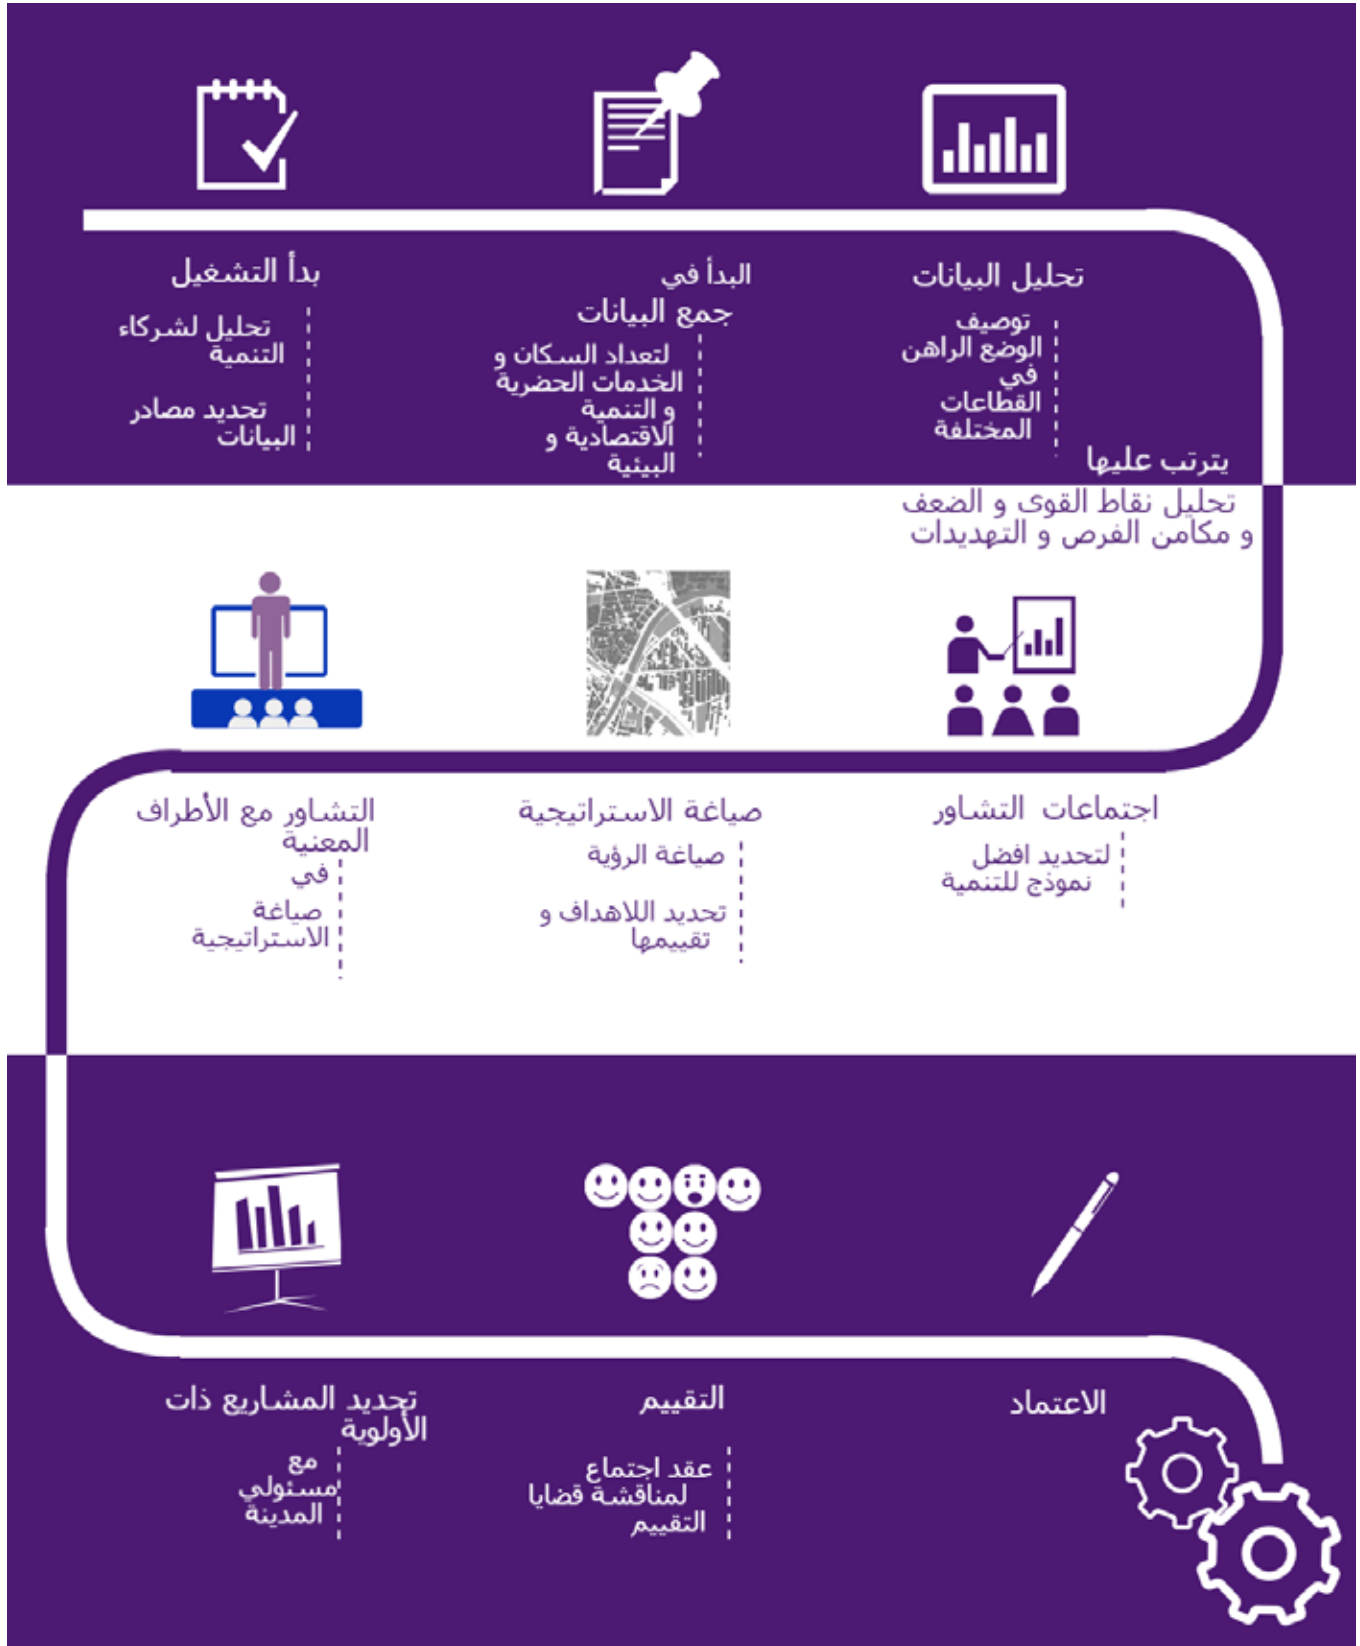 بدأ التشغيل
تحليل لشركاء
التنمية
تحديد مصادر
البيانات
البدأ في
جمع البيانات
لتعداد السكان و
الخدمات الحضرية
و التنمية
الاقتصادية و
البيئية
تحليل البيانات
توصيف
الوضع الراهن
في
القطاعات
المختلفة
يترتب عليها
تحليل نقاط القوى و الضعف
و مكامن الفرص و التهديدات
اجتماعات التشاور
لتحديد افضل
نموذج للتنمية
صياغة الاستراتيجية
صياغة الرؤية
تحديد اللاهداف و
تقييمها
التشاور مع الأطراف
المعنية
في
صياغة
الاستراتيجية
تحديد المشاريع ذات
الأولوية
مع
مسئولي
المدينة
التقييم
عقد اجتماع
لمناقشة قضايا
التقييم
الاعتماد